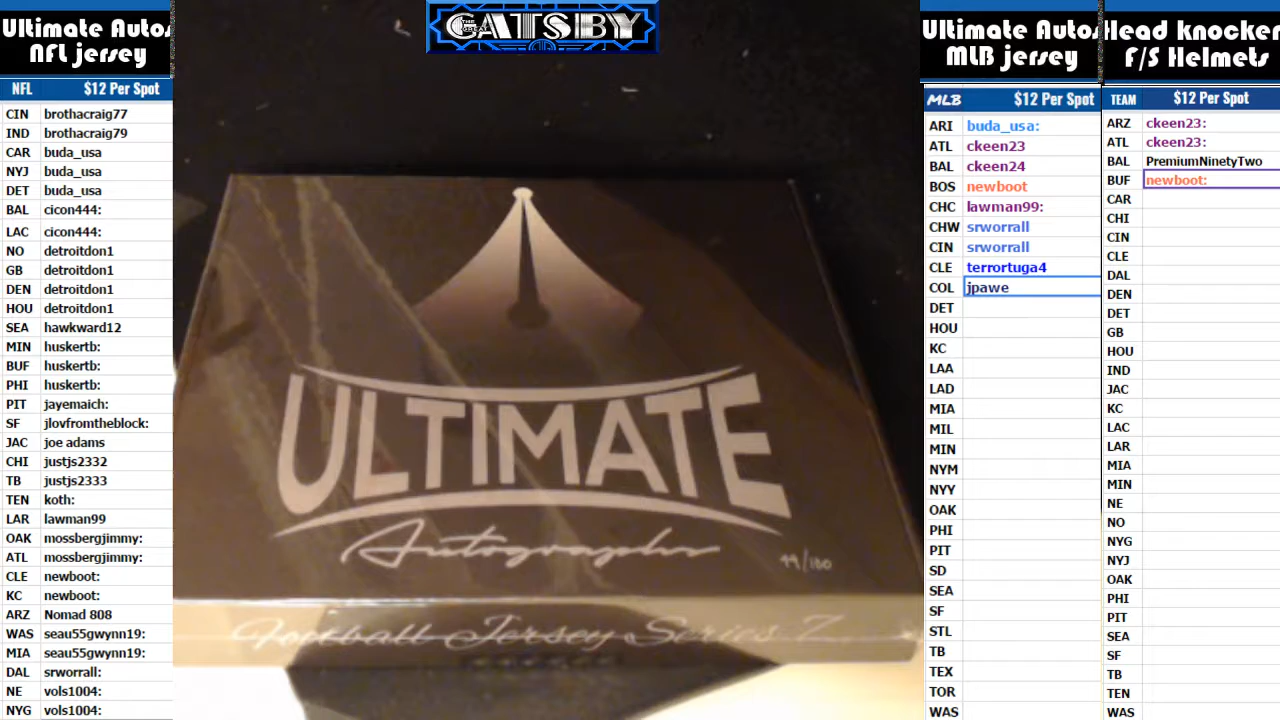 Ultimate Autos
NFL jersey
NFL $12 Per Spot
CIN brothacraig77
IND brothacraig79
CAR buda_usa
NYJ buda_usa
DET buda_usa
BAL cicon444:
LAC cicon444:
NO detroitdon1
GB detroitdon1
DEN detroitdon1
HOU detroitdon1
SEA hawkward12
MIN huskertb:
BUF huskertb:
PHI huskertb:
PIT jayemaich:
SF jlovfromtheblock:
JAC joe adams
CHI justjs2332
TB justjs2333
TEN koth:
LAR lawman99
OAK mossbergjimmy:
ATL mossbergjimmy:
CLE newboot:
KC newboot:
ARZ Nomad 808
WAS seau55gwynn19:
MIA seau55gwynn19:
DAL srworrall:
NE vols1004:
NYG vols1004:
THE GREAT
GATSBY
ULTIMATE
Autographs
99/100
Football Jersey Series 7
Ultimate Autos
MLB jersey
MLB $12 Per Spot
ARI buda_usa:
ATL ckeen23
BAL ckeen24
BOS newboot
CHC lawman99:
CHW srworrall
CIN srworrall
CLE terrortuga4
COL jpawe
DET
HOU
KC
LAA
LAD
MIA
MIL
MIN
NYM
NYY
OAK
PHI
PIT
SD
SEA
SF
STL
TB
TEX
TOR
WAS
Head knocker
F/S Helmets
TEAM $12 Per Spot
ARZ ckeen23:
ATL ckeen23:
BAL PremiumNinetyTwo
BUF newboot:
CAR
CHI
CIN
CLE
DAL
DEN
DET
GB
HOU
IND
JAC
KC
LAC
LAR
MIA
MIN
NE
NO
NYG
NYJ
OAK
PHI
PIT
SEA
SF
TB
TEN
WAS